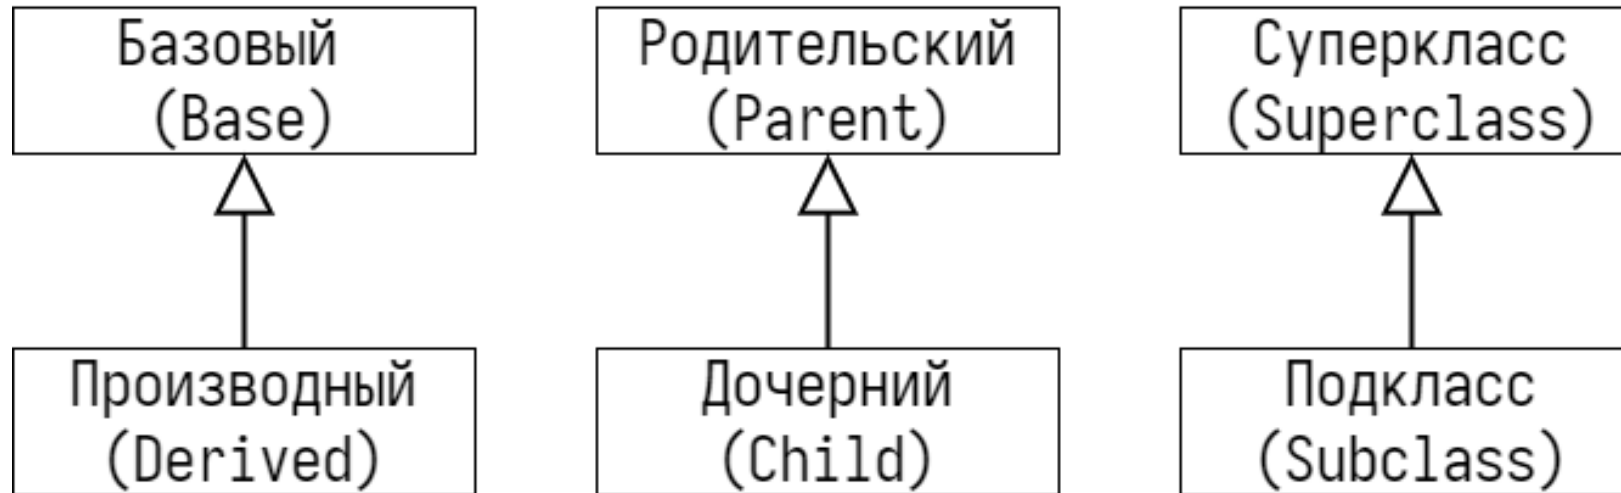 Базовый
(Base)
Родительский
(Parent)
Суперкласс
(Superclass)
Производный
(Derived)
Дочерний
(Child)
Подкласс
(Subclass)